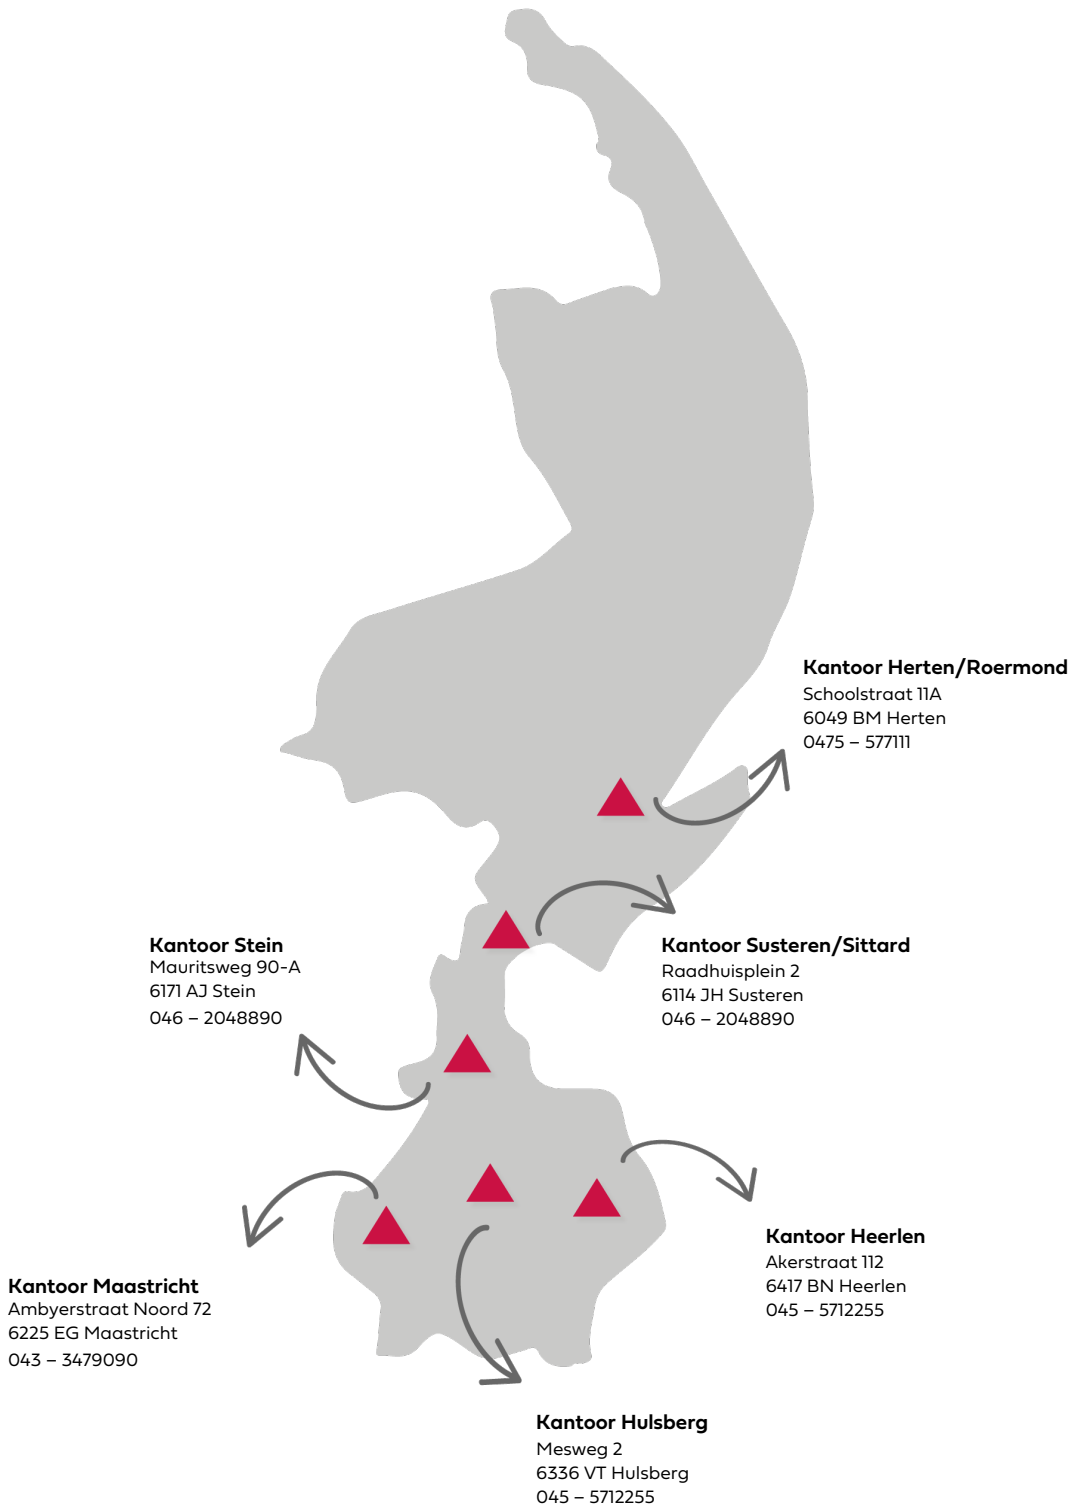 Kantoor Herten/Roermond
Schoolstraat 11A
6049 BM Herten
0475 – 577111
Kantoor Stein
Mauritsweg 90-A
6171 AJ Stein
046 – 2048890
Kantoor Susteren/Sittard
Raadhuisplein 2
6114 JH Susteren
046 – 2048890
Kantoor Heerlen
Akerstraat 112
6417 BN Heerlen
045 – 5712255
Kantoor Maastricht
Ambyerstraat Noord 72
6225 EG Maastricht
043 – 3479090
Kantoor Hulsberg
Mesweg 2
6336 VT Hulsberg
045 – 5712255